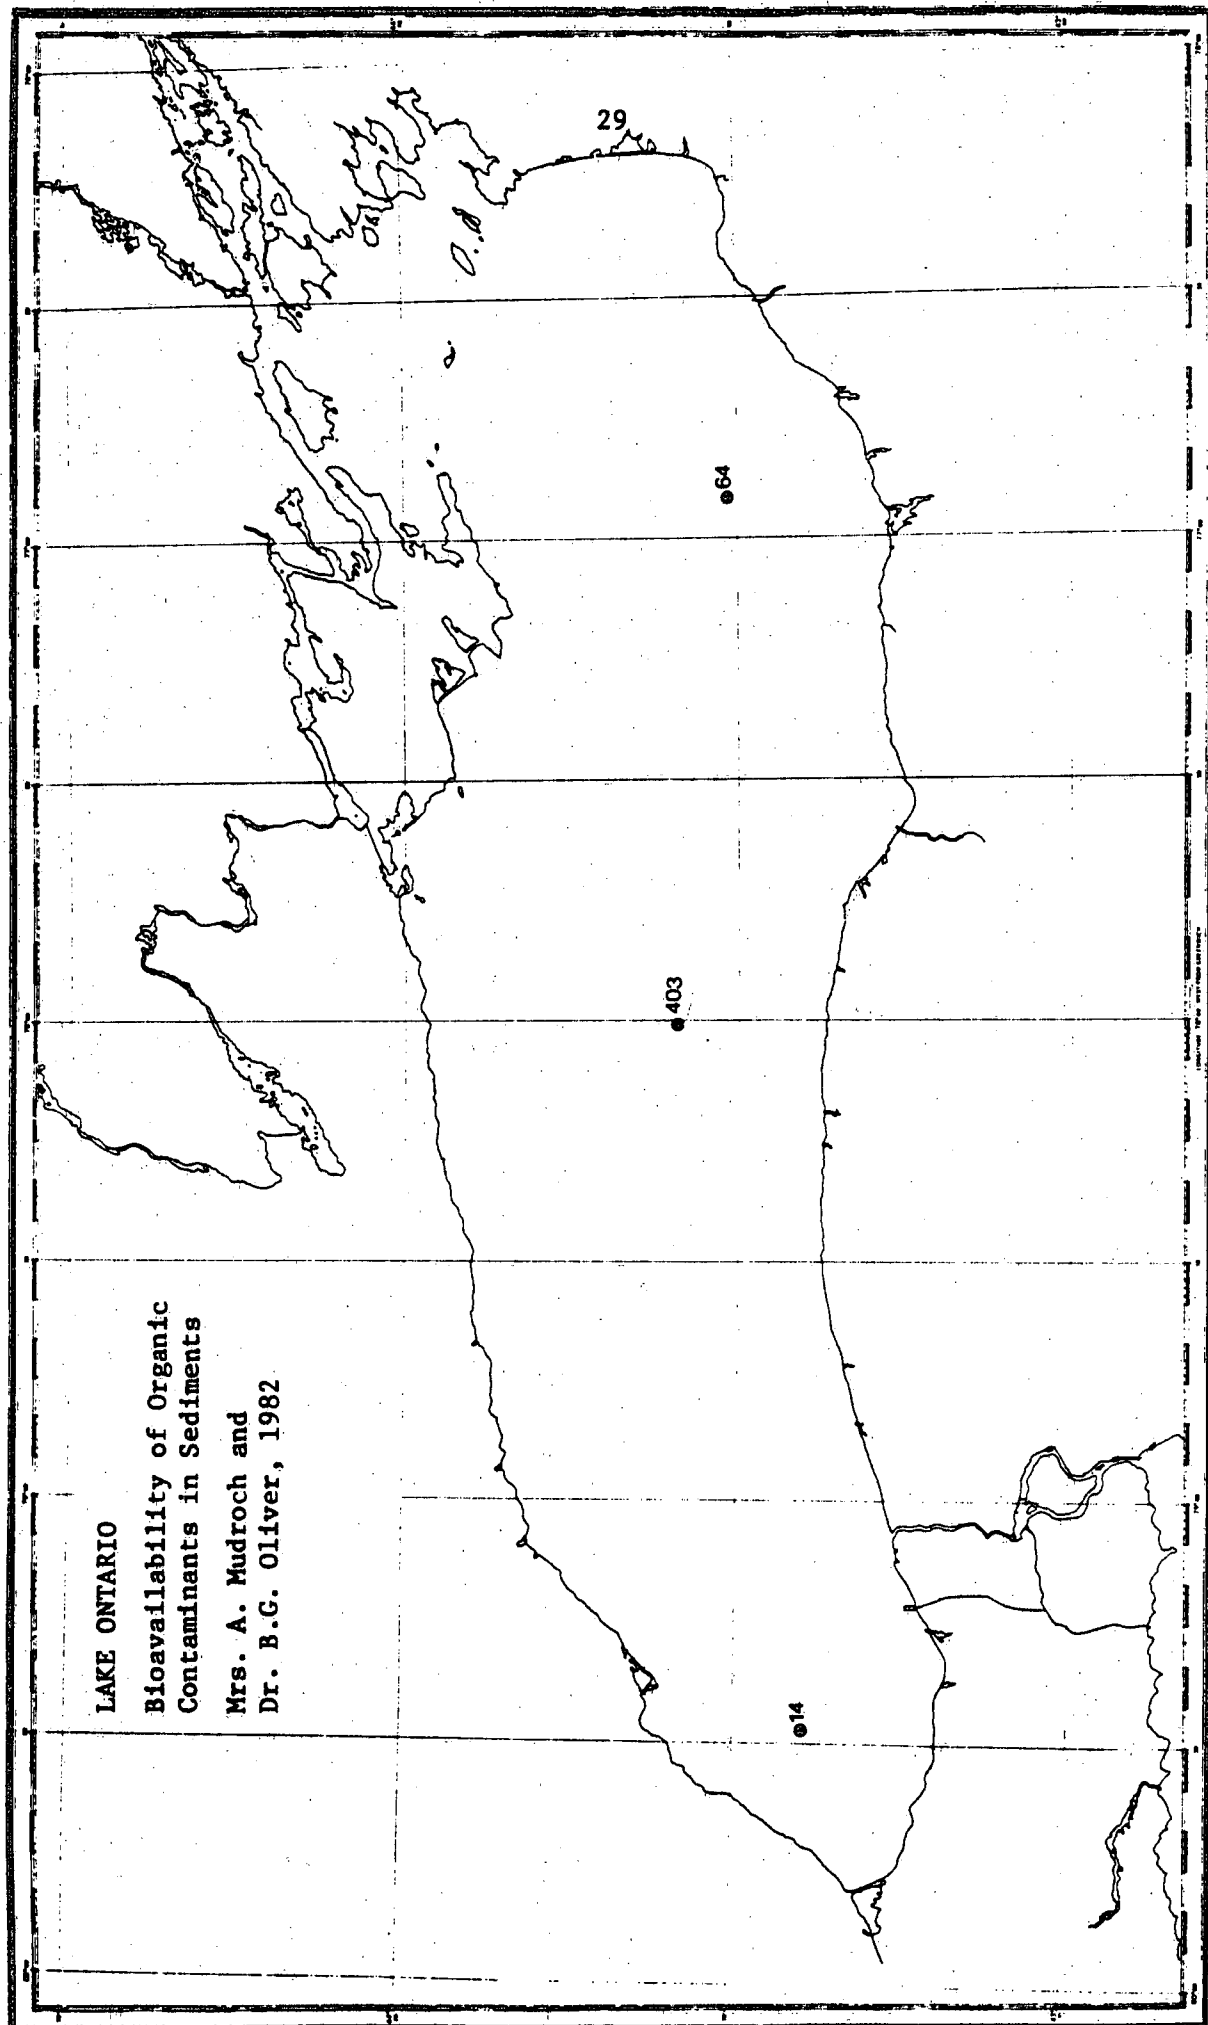 LAKE ONTARIO
Bioavailability of Organic
Contaminants in Sediments
Mrs. A. Mudroch and
Dr. B.G. Oliver, 1982
29
64
403
14